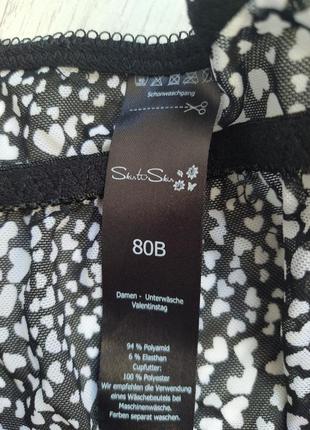 Schonwaschgang
Skin to Skin
80B
Damen - Unterwäsche
Valentinstag
94 % Polyamid
6 % Elasthan
Cupfutter:
100 % Polyester
Wir empfehlen die Verwendung
eines Wäschebeutels bei
Maschinenwäsche.
Farben separat waschen.